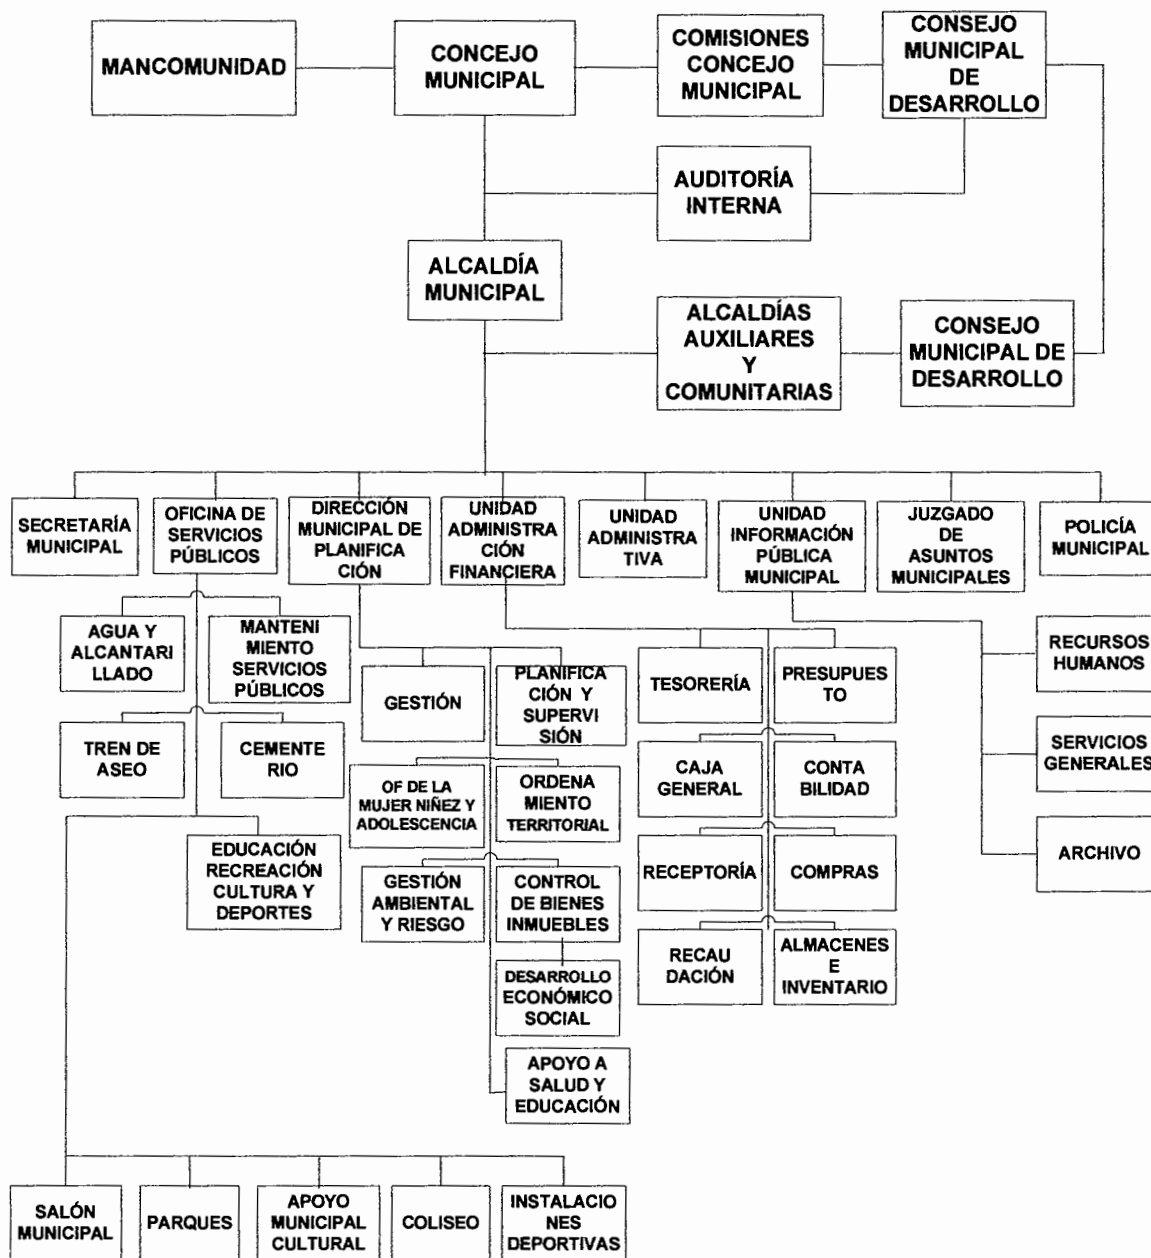 MANCOMUNIDAD
CONCEJO
MUNICIPAL
COMISIONES
CONCEJO
MUNICIPAL
CONSEJO
MUNICIPAL
DE
DESARROLLO
AUDITORÍA
INTERNA
ALCALDÍA
MUNICIPAL
ALCALDÍAS
AUXILIARES
Y
COMUNITARIAS
CONSEJO
MUNICIPAL DE
DESARROLLO
SECRETARÍA
MUNICIPAL
OFICINA DE
SERVICIOS
PÚBLICOS
DIRECCIÓN
MUNICIPAL DE
PLANIFICA
CIÓN
UNIDAD
ADMINISTRA
CIÓN
FINANCIERA
UNIDAD
ADMINISTRA
TIVA
UNIDAD
INFORMACIÓN
PÚBLICA
MUNICIPAL
JUZGADO
DE
ASUNTOS
MUNICIPALES
POLICÍA
MUNICIPAL
AGUA Y
ALCANTARI
LLADO
MANTENI
MIENTO
SERVICIOS
PÚBLICOS
GESTIÓN
PLANIFICA
CIÓN Y
SUPERVI
SIÓN
TESORERÍA
PRESUPUE
STO
RECURSOS
HUMANOS
TREN DE
ASEO
CEMENTE
RIO
OF DE LA
MUJER NIÑEZ Y
ADOLESCENCIA
ORDENA
MIENTO
TERRITORIAL
CAJA
GENERAL
CONTA
BILIDAD
SERVICIOS
GENERALES
EDUCACIÓN
RECREACIÓN
CULTURA Y
DEPORTES
GESTIÓN
AMBIENTAL
Y RIESGO
CONTROL
DE BIENES
INMUEBLES
RECEPTORÍA
COMPRAS
ARCHIVO
DESARROLLO
ECONÓMICO
SOCIAL
RECAU
DACIÓN
ALMACENES
E
INVENTARIO
APOYO A
SALUD Y
EDUCACIÓN
SALÓN
MUNICIPAL
PARQUES
APOYO
MUNICIPAL
CULTURAL
COLISEO
INSTALACIO
NES
DEPORTIVAS